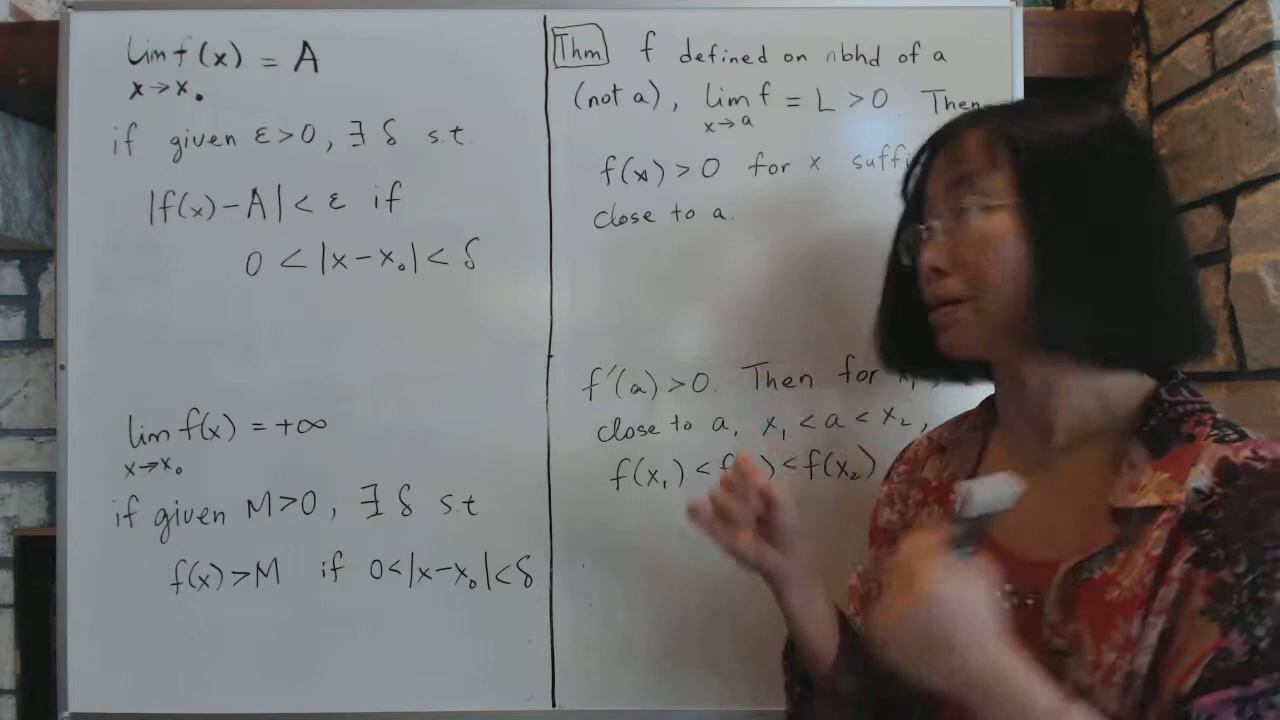 lim f(x) = A
x→x₀
if given ε>0, ∃ δ s.t
|f(x)-A| < ε if
0 < |x-x₀| < δ
lim f(x) = +∞
x→x₀
if given M>0, ∃ δ s.t
f(x)>M if 0<|x-x₀|<δ
Thm f defined on nbhd of a
(not a), lim f = L > 0 Then
x→a
f(x) > 0 for x
close to a.
f'(a) > 0. Then for
close to a, x₁ < a < x₂,
f(x₁) < f ) < f(x₂)